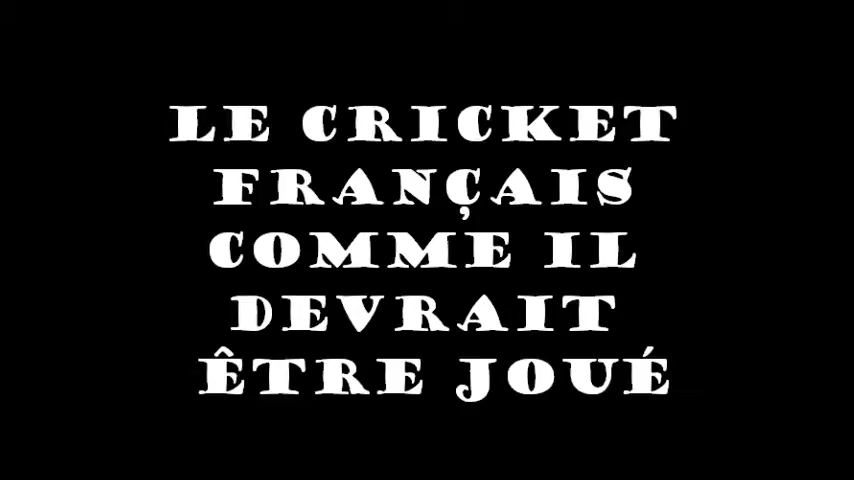 LE CRICKET
FRANÇAIS
COMME IL
DEVRAIT
ÊTRE JOUÉ